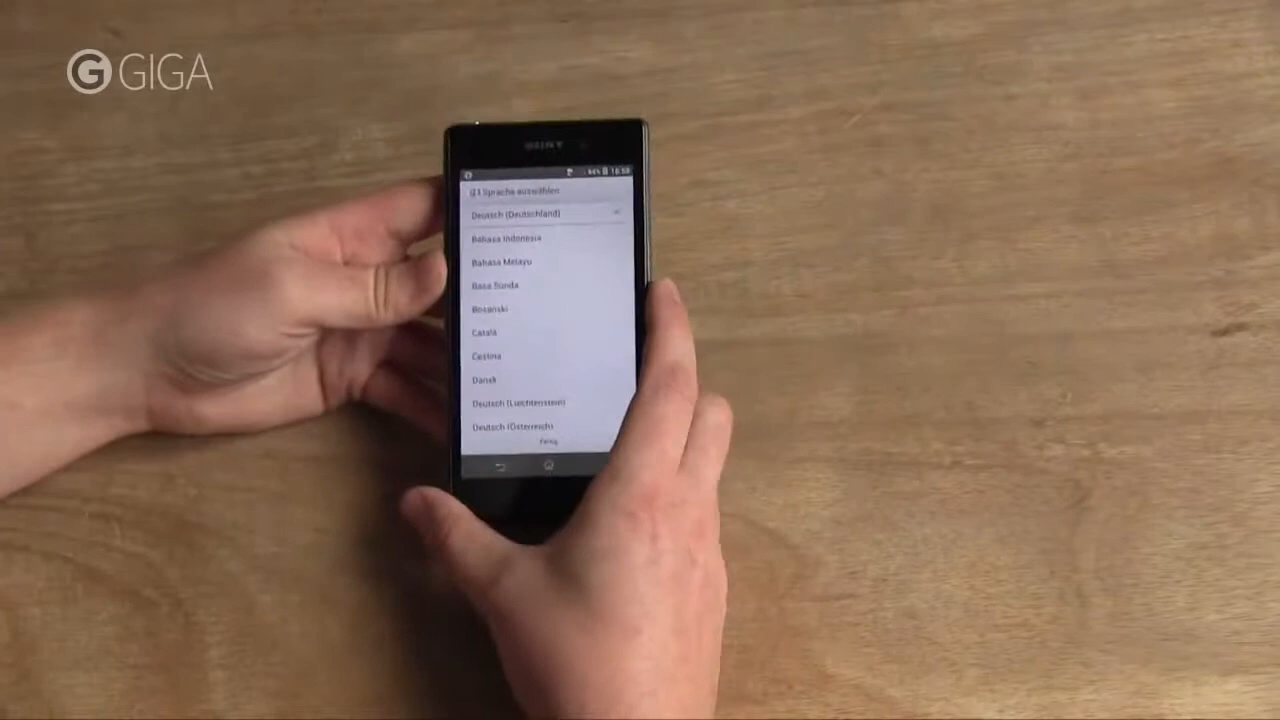 GIGA
SONY
Sprache auswählen
Deutsch (Deutschland)
Bahasa Indonesia
Bahasa Melayu
Basa Sunda
Bosanski
Català
Čeština
Dansk
Deutsch (Liechtenstein)
Deutsch (Österreich)
Fertig